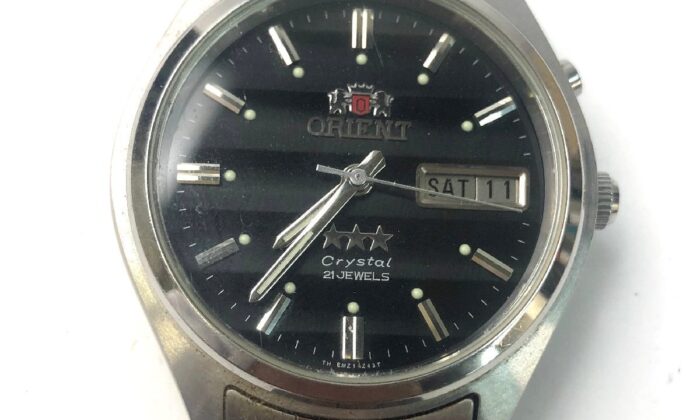 ORIENT
SAT 11
Crystal
21 JEWELS